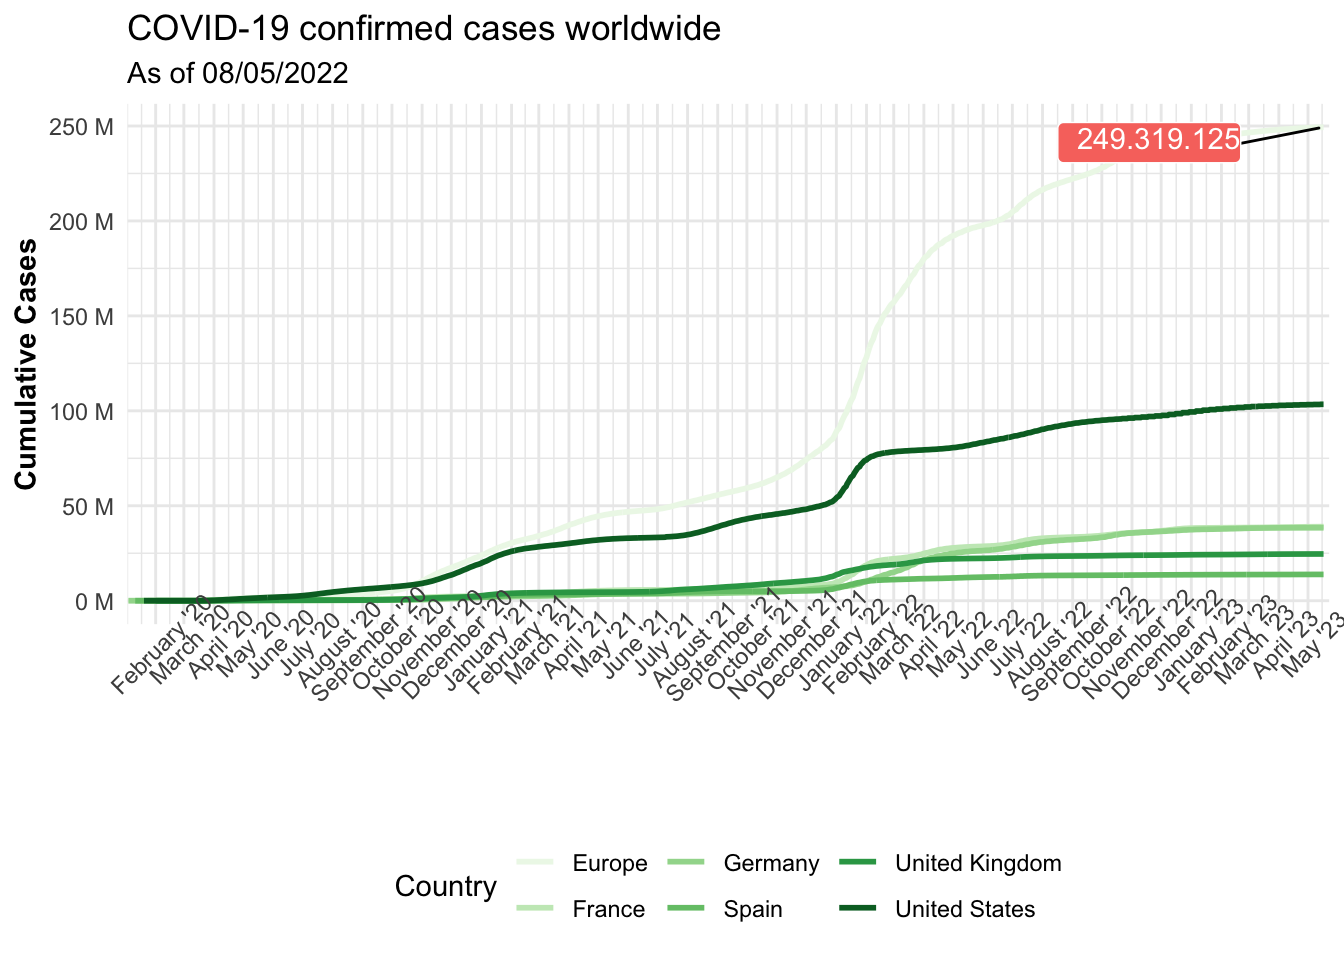 COVID-19 confirmed cases worldwide
As of 08/05/2022
250 M
249.319.125
200 M
150 M
100 M
50 M
0 M
Cumulative Cases
February '20
March '20
April '20
May '20
June '20
July '20
August '20
September '20
October '20
November '20
December '20
January '21
February '21
March '21
April '21
May '21
June '21
July '21
August '21
September '21
October '21
November '21
December '21
January '22
February '22
March '22
April '22
May '22
June '22
July '22
August '22
September '22
October '22
November '22
December '22
January '23
February '23
March '23
April '23
May '23
Country
Europe
Germany
United Kingdom
France
Spain
United States